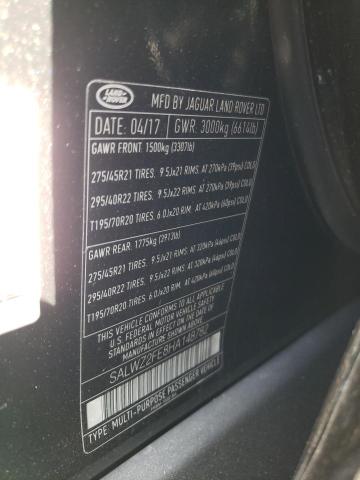 LAND-
ROVER
MFD BY JAGUAR LAND ROVER LTD
DATE: 04/17 GWR: 3000kg (6614lb)
GAWR FRONT 1500kg (3307lb)
275/45R21 TIRES. 9.5Jx21 RIMS. AT 270kPA (39psi) COLD
295/40R22 TIRES. 9.5Jx22 RIMS. AT 270kPA (39psi) COLD
T195/70R20 TIRES 6.0Jx20 RIM. AT 420kPA (60psi) COLD
GAWR REAR. 1775kg (3913lb)
275/45R21 TIRES. 9.5Jx21 RIMS. AT 320kPA (46psi) COLD
295/40R22 TIRES. 9.5Jx22 RIMS. AT 320kPA (46psi) COLD
T195/70R20 TIRES 6.0Jx20 RIM. AT 420kPA (60psi) COLD
THIS VEHICLE CONFORMS TO ALL APPLICABLE
U.S. FEDERAL MOTOR VEHICLE SAFETY
STANDARDS IN EFFECT ON THE DATE OF
MANUFACTURE SHOWN ABOVE
SALWZ2FE8HA148782
TYPE: MULTI-PURPOSE PASSENGER VEHICLE